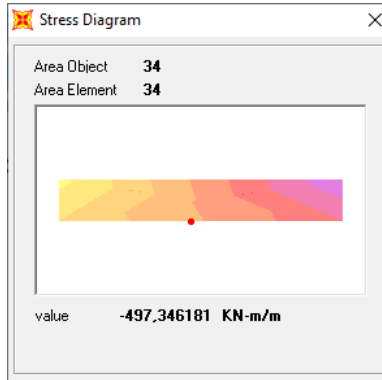 Stress Diagram
Area Object 34
Area Element 34
value -497,346181 KN-m/m